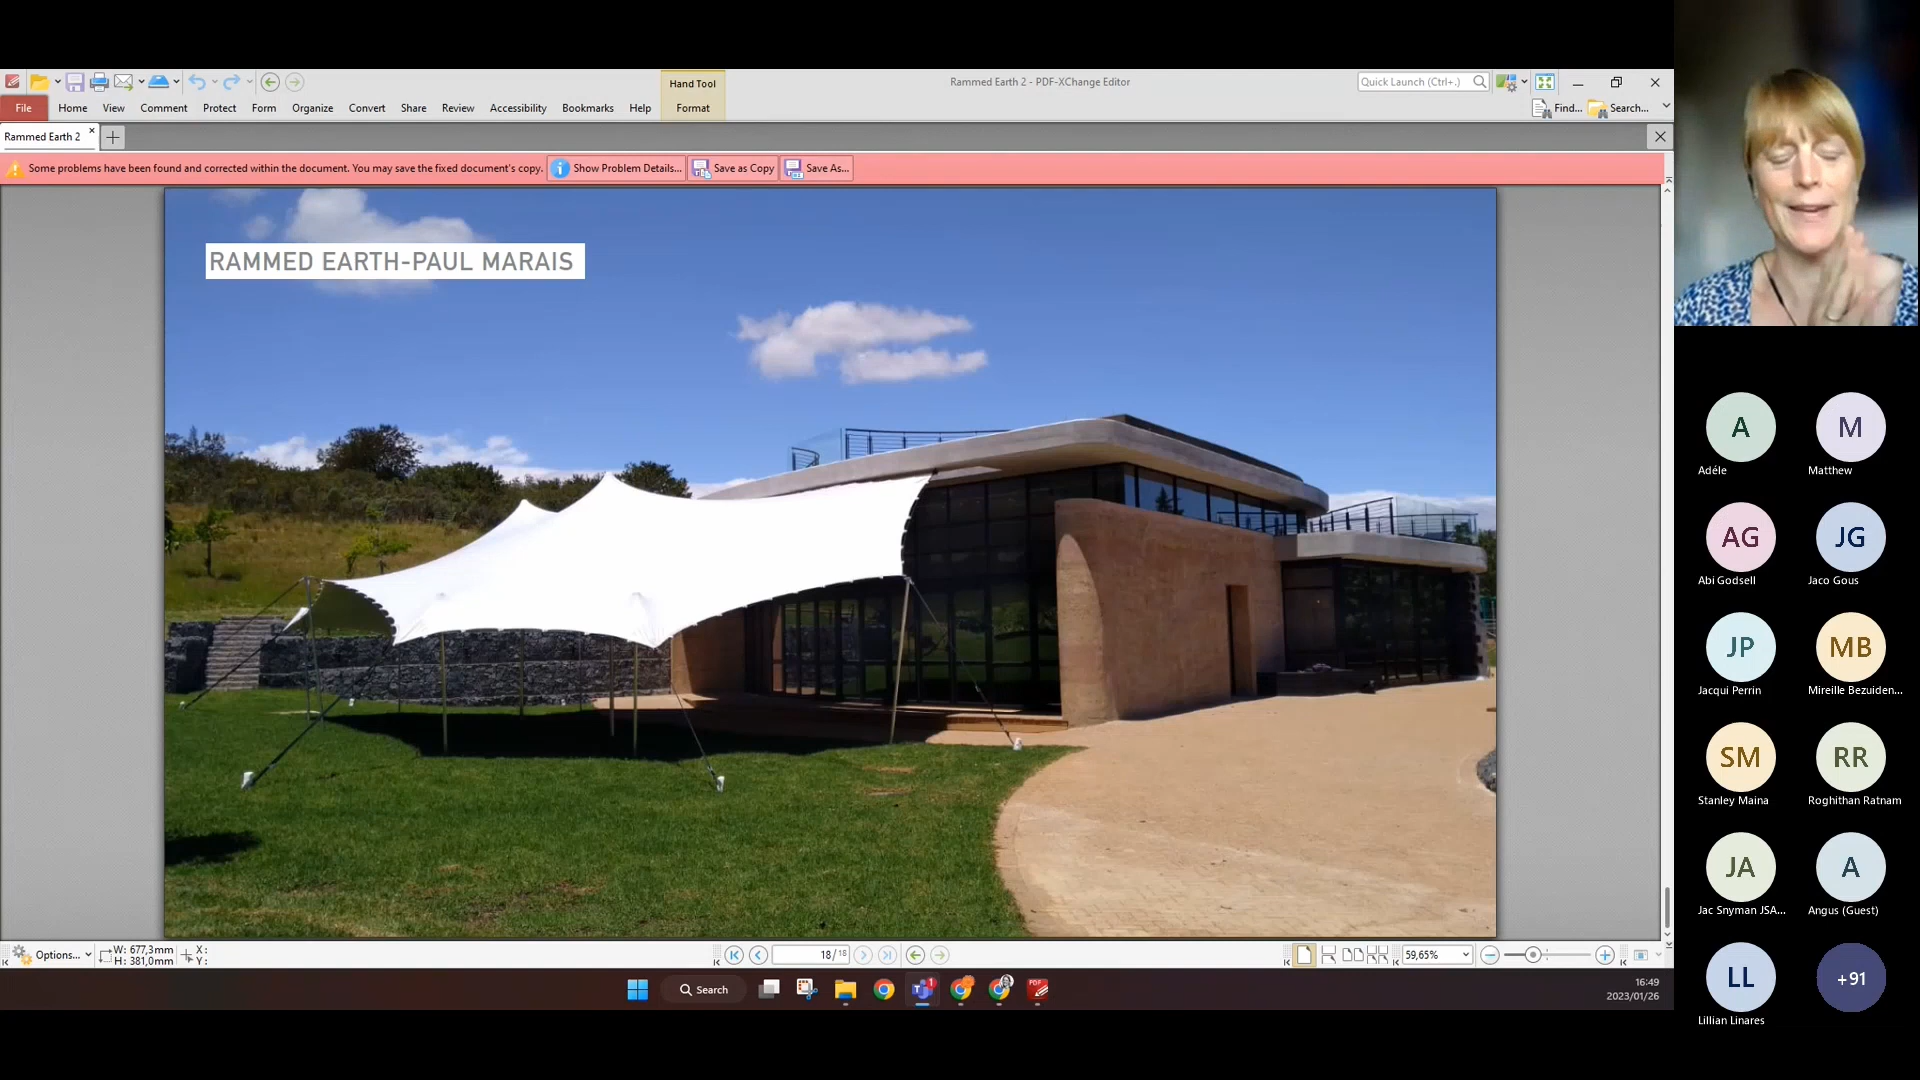 Hand Tool
Rammed Earth 2 - PDF-XChange Editor
Quick Launch (Ctrl+.)
File Home View Comment Protect Form Organize Convert Share Review Accessibility Bookmarks Help Format
Find... Search...
Rammed Earth 2
Some problems have been found and corrected within the document. You may save the fixed document's copy. Show Problem Details... Save as Copy Save As...
RAMMED EARTH-PAUL MARAIS
A M
Adéle Matthew
AG JG
Abi Godsell Jaco Gous
JP MB
Jacqui Perrin Mireille Bezuiden...
SM RR
Stanley Maina Roghithan Ratnam
JA A
Jac Snyman JSA... Angus (Guest)
LL +91
Lillian Linares
Options... W: 677,3mm X:
H: 381,0mm Y:
18/18
59,65%
Search
16:49
2023/01/26